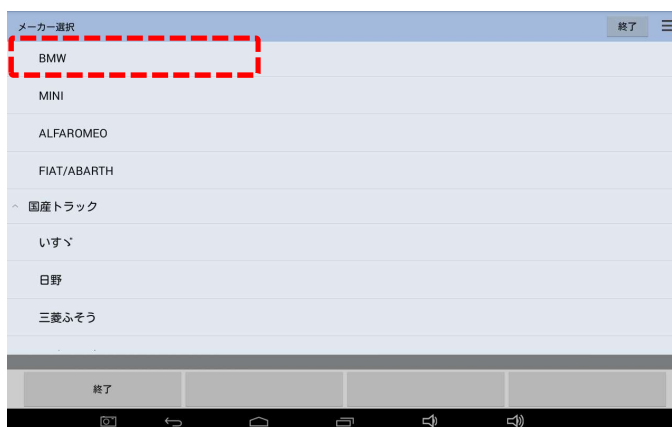 メーカー選択
終了
BMW
MINI
ALFAROMEO
FIAT/ABARTH
国産トラック
いすゞ
日野
三菱ふそう
終了